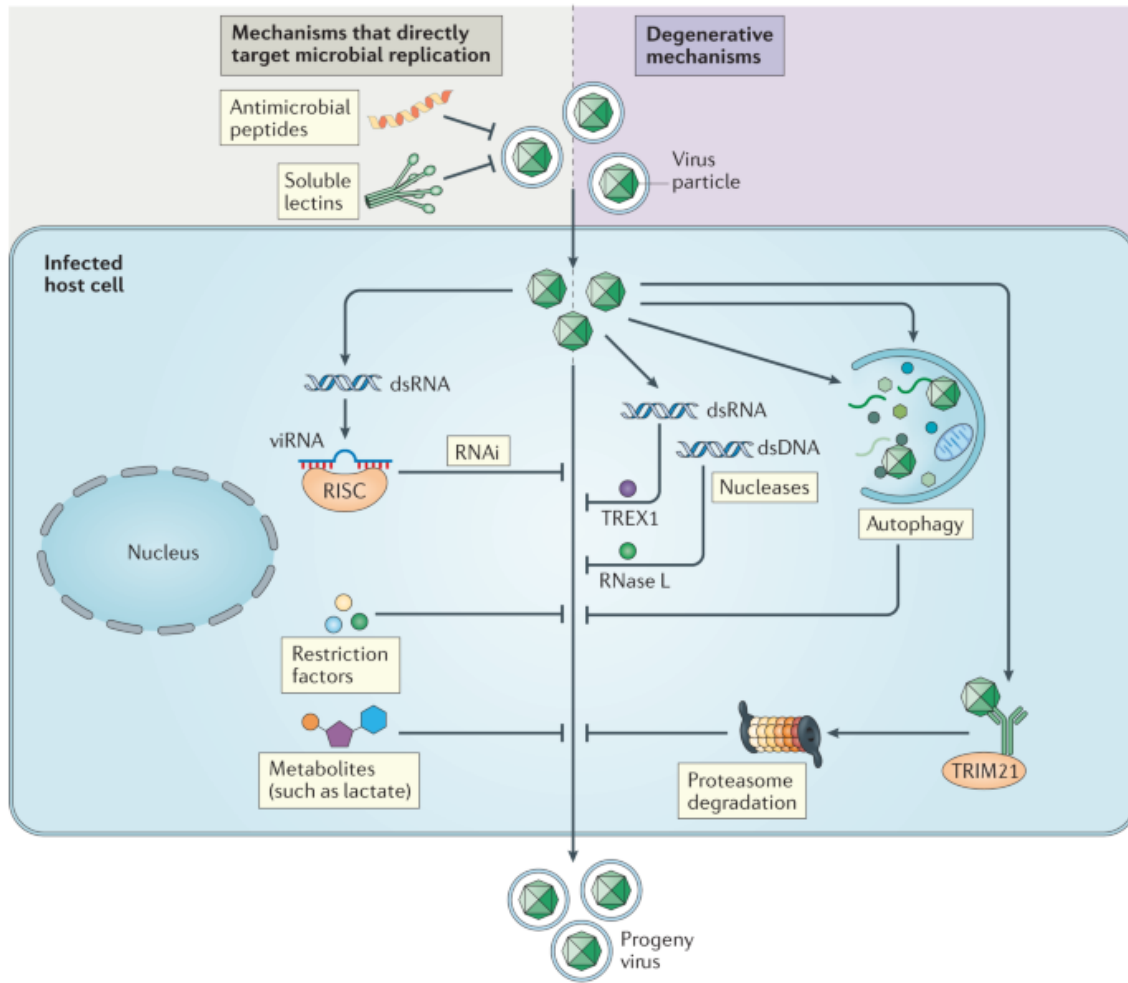 Mechanisms that directly
target microbial replication
Degenerative
mechanisms
Antimicrobial
peptides
Soluble
lectins
Virus
particle
Infected
host cell
dsRNA
viRNA
RISC
RNAi
dsRNA
dsDNA
Nucleases
TREX1
RNase L
Autophagy
Nucleus
Restriction
factors
Metabolites
(such as lactate)
Proteasome
degradation
TRIM21
Progeny
virus